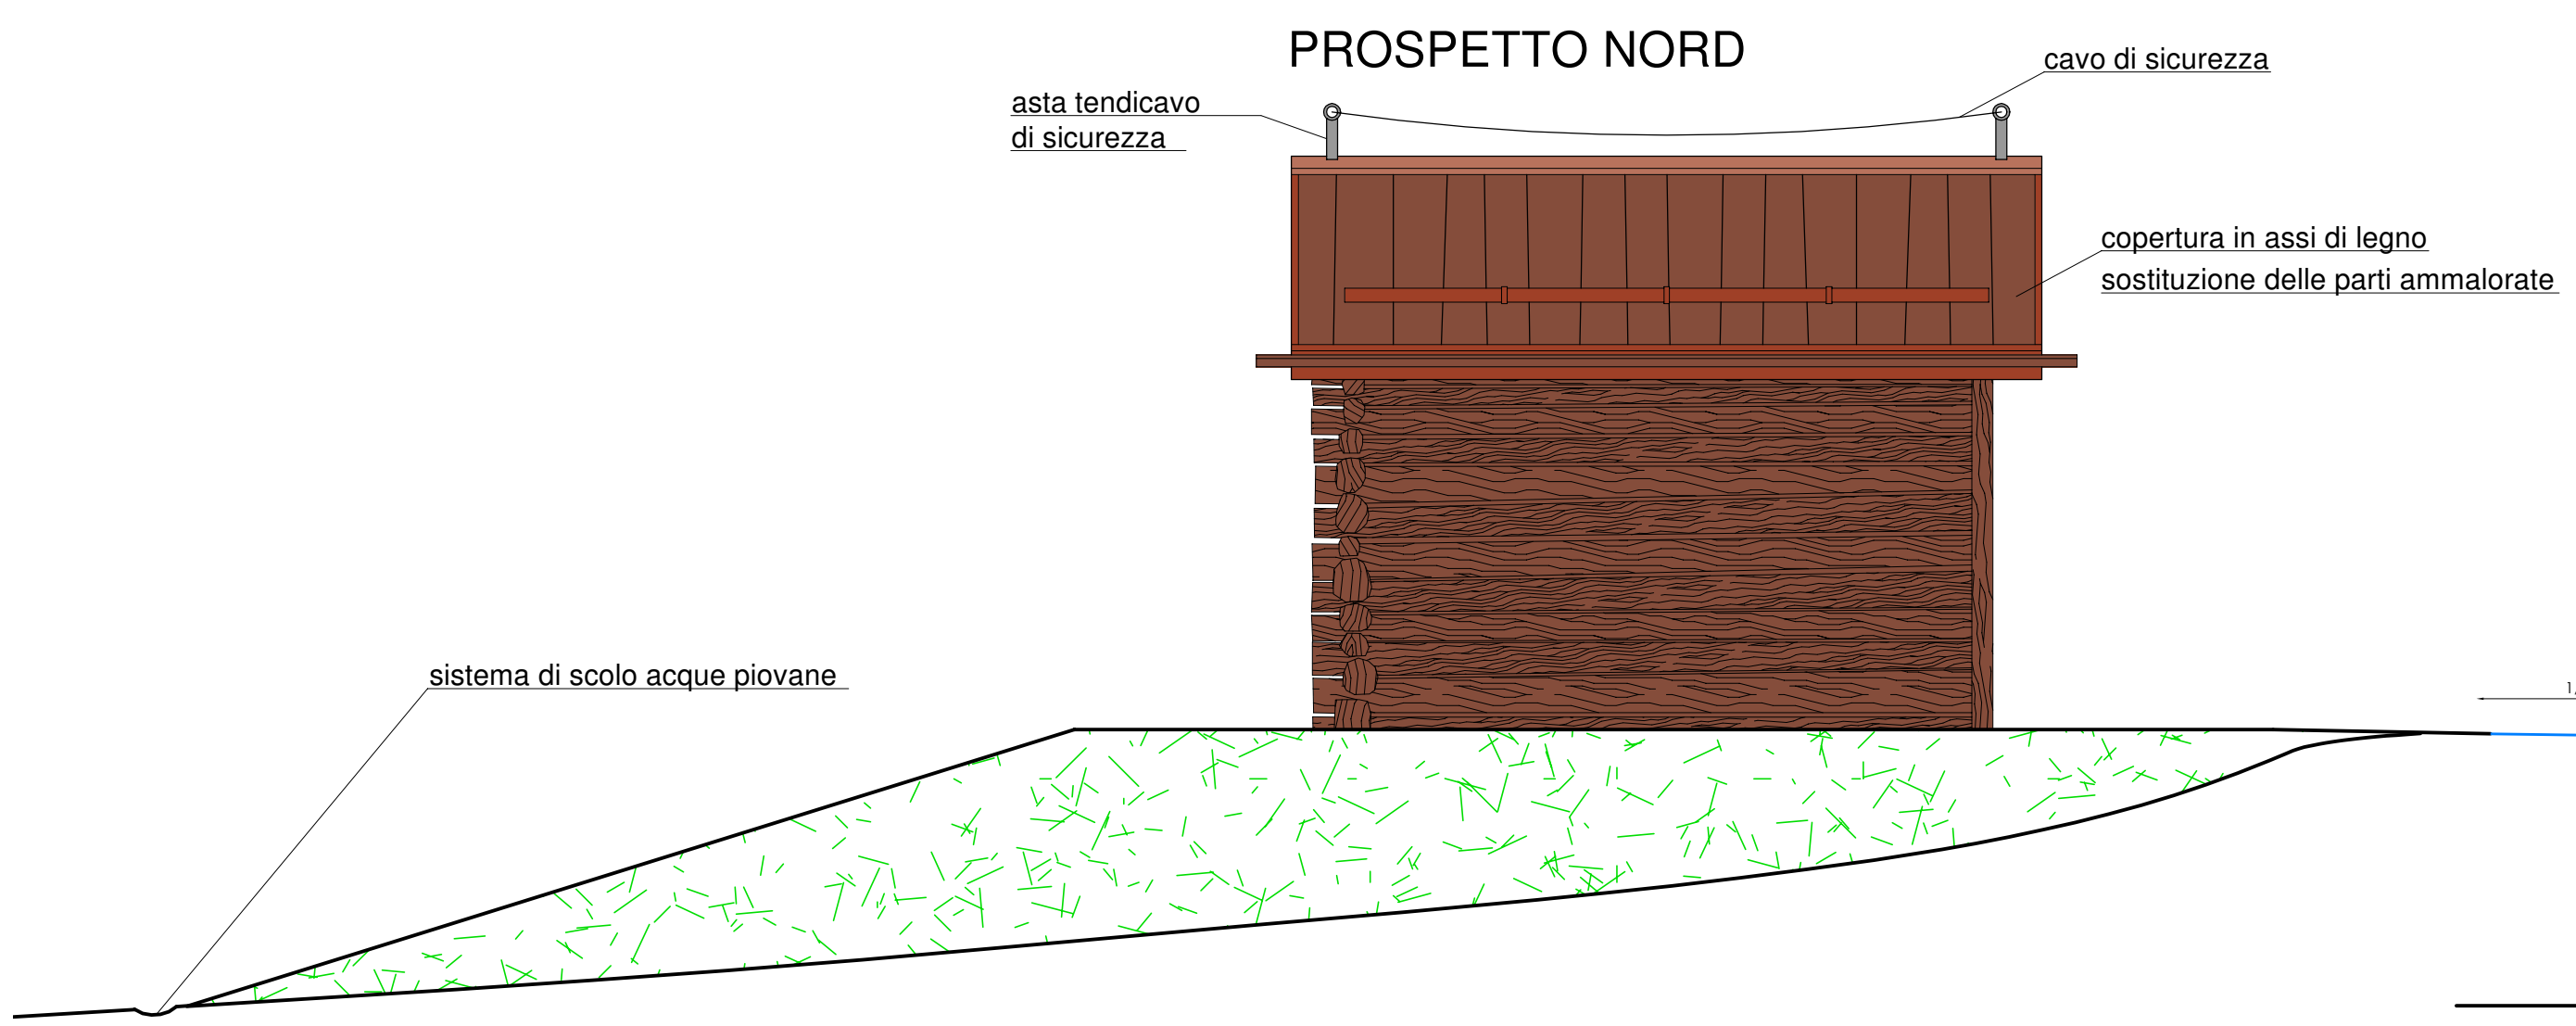 PROSPETTO NORD
cavo di sicurezza
asta tendicavo
di sicurezza
copertura in assi di legno
sostituzione delle parti ammalorate
sistema di scolo acque piovane